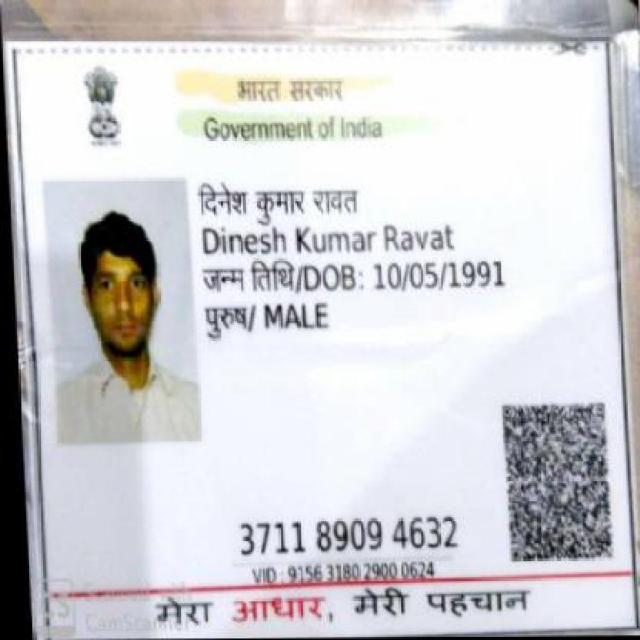 भारत सरकार
Government of India
दिनेश कुमार रावत
Dinesh Kumar Ravat
जन्म तिथि/DOB: 10/05/1991
पुरुष/ MALE
3711 8909 4632
VID : 9156 3180 2900 0624
मेरा आधार, मेरी पहचान
CamScanner